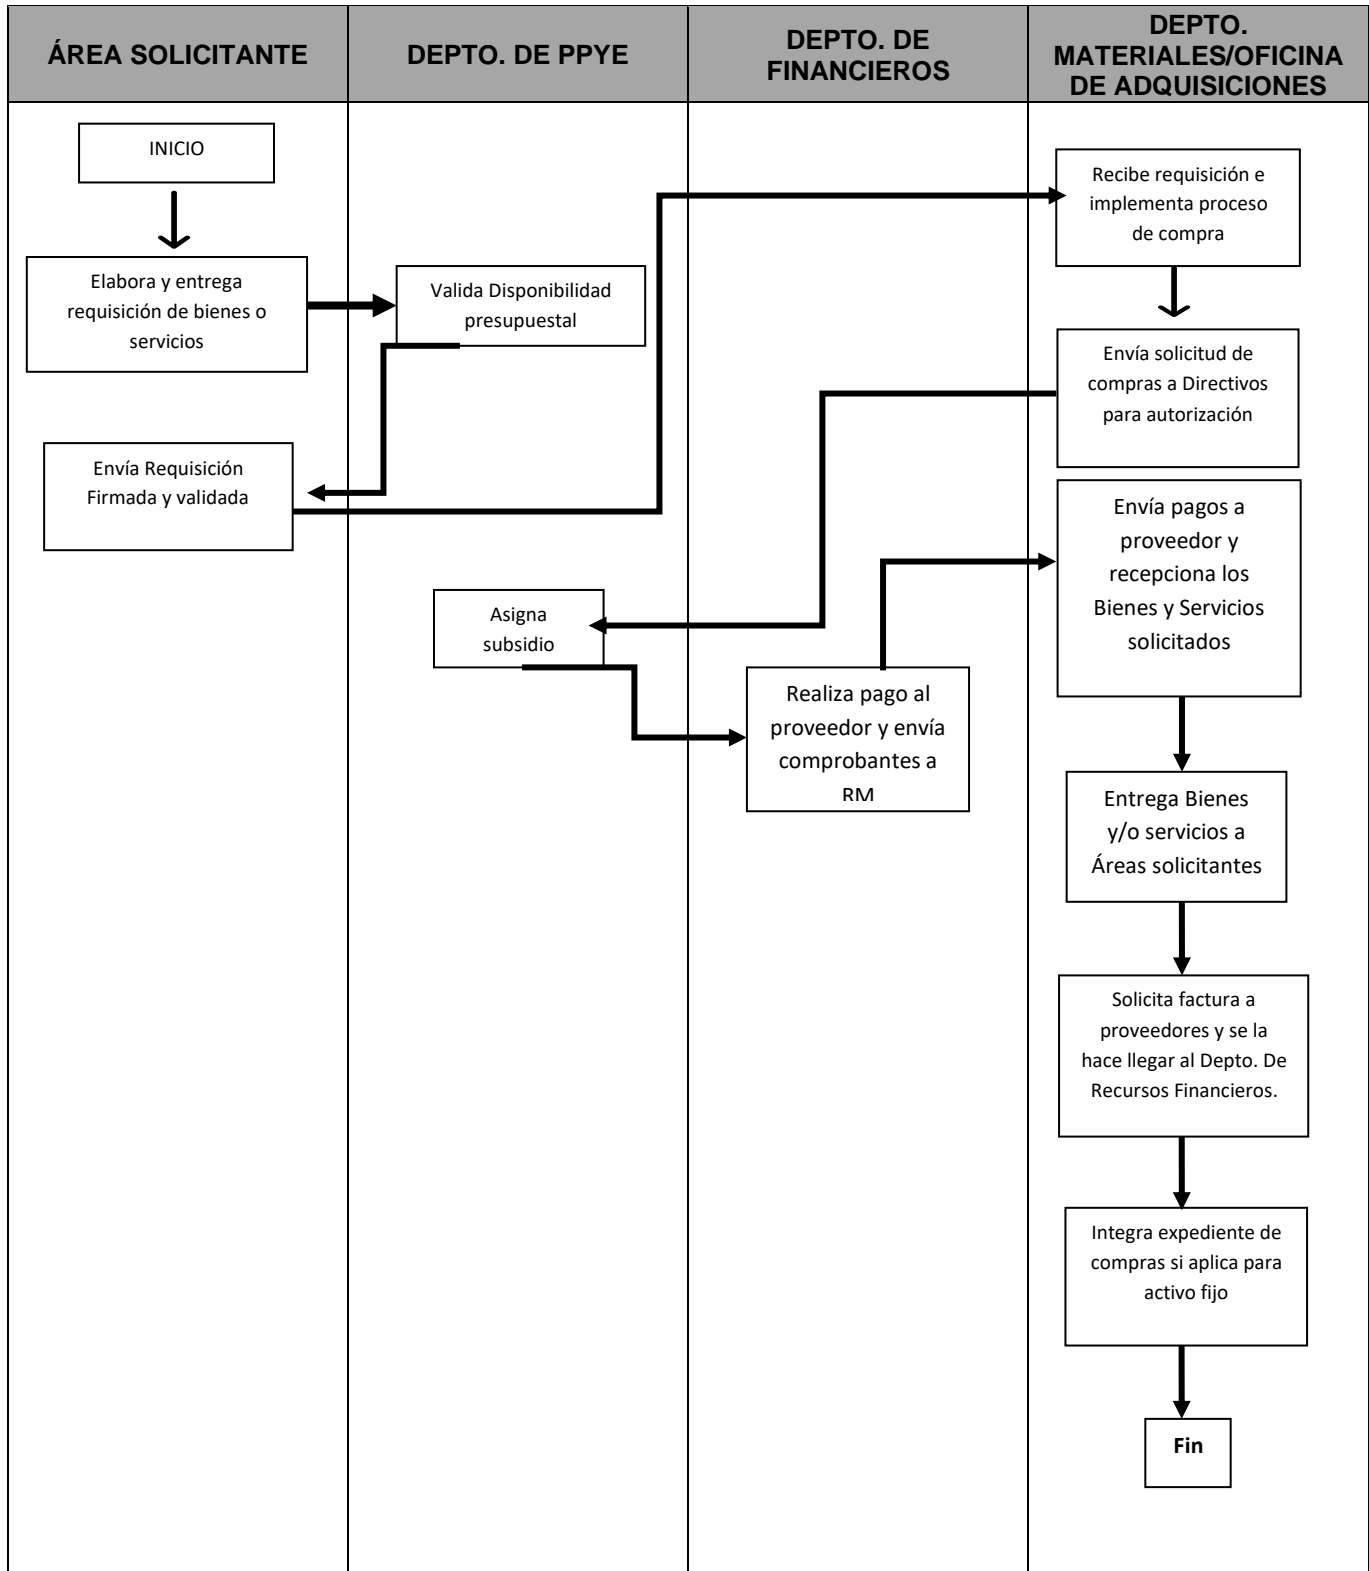 ÁREA SOLICITANTE
DEPTO. DE PPYE
DEPTO. DE
FINANCIEROS
DEPTO.
MATERIALES/OFICINA
DE ADQUISICIONES
INICIO
Elabora y entrega
requisición de bienes o
servicios
Valida Disponibilidad
presupuestal
Envía Requisición
Firmada y validada
Recibe requisición e
implementa proceso
de compra
Envía solicitud de
compras a Directivos
para autorización
Asigna
subsidio
Realiza pago al
proveedor y envía
comprobantes a
RM
Envía pagos a
proveedor y
recepciona los
Bienes y Servicios
solicitados
Entrega Bienes
y/o servicios a
Áreas solicitantes
Solicita factura a
proveedores y se la
hace llegar al Depto. De
Recursos Financieros.
Integra expediente de
compras si aplica para
activo fijo
Fin